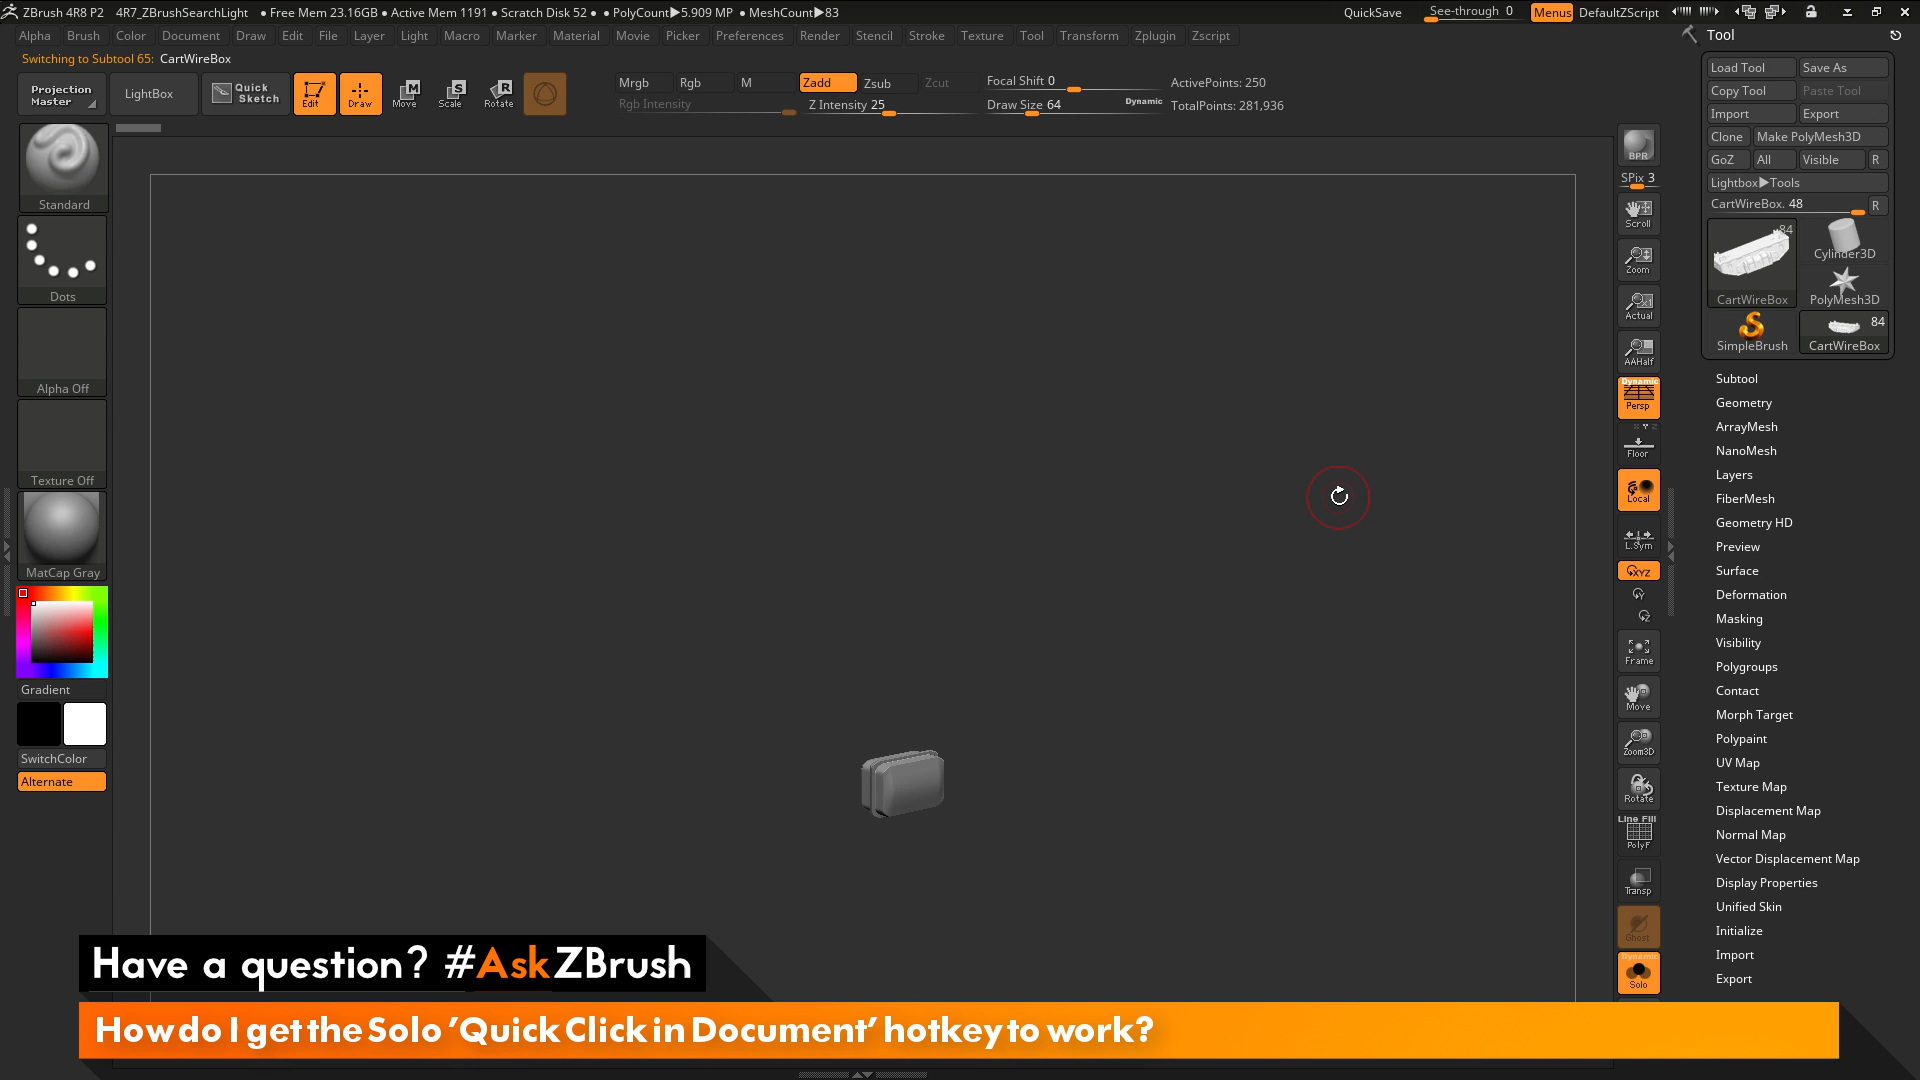 ZBrush 4R8 P2 4R7_ZBrushSearchLight ● Free Mem 23.16GB ● Active Mem 1191 ● Scratch Disk 52 ● ● PolyCount▶5.909 MP ● MeshCount▶83 QuickSave See-through 0 Menus DefaultZScript
Alpha Brush Color Document Draw Edit File Layer Light Macro Marker Material Movie Picker Preferences Render Stencil Stroke Texture Tool Transform Zplugin Zscript
Switching to Subtool 65: CartWireBox
Projection Master
LightBox
Quick Sketch
Edit
Draw
Move
Scale
Rotate
Mrgb Rgb M Zadd Zsub Zcut
Rgb Intensity Z Intensity 25
Focal Shift 0
Draw Size 64 Dynamic
ActivePoints: 250
TotalPoints: 281,936
Standard
Dots
Alpha Off
Texture Off
MatCap Gray
Gradient
SwitchColor
Alternate
BPR
SPix 3
Scroll
Zoom
Actual
AAHalf
Dynamic
Persp
Floor
Local
L.Sym
XYZ
Y
Z
Frame
Move
Zoom3D
Rotate
Line Fill
PolyF
Transp
Ghost
Dynamic
Solo
Tool
Load Tool Save As
Copy Tool Paste Tool
Import Export
Clone Make PolyMesh3D
GoZ All Visible R
Lightbox▶Tools
CartWireBox. 48 R
84
CartWireBox
Cylinder3D
PolyMesh3D
SimpleBrush
84
CartWireBox
Subtool
Geometry
ArrayMesh
NanoMesh
Layers
FiberMesh
Geometry HD
Preview
Surface
Deformation
Masking
Visibility
Polygroups
Contact
Morph Target
Polypaint
UV Map
Texture Map
Displacement Map
Normal Map
Vector Displacement Map
Display Properties
Unified Skin
Initialize
Import
Export
Have a question? #AskZBrush
How do I get the Solo 'Quick Click in Document' hotkey to work?